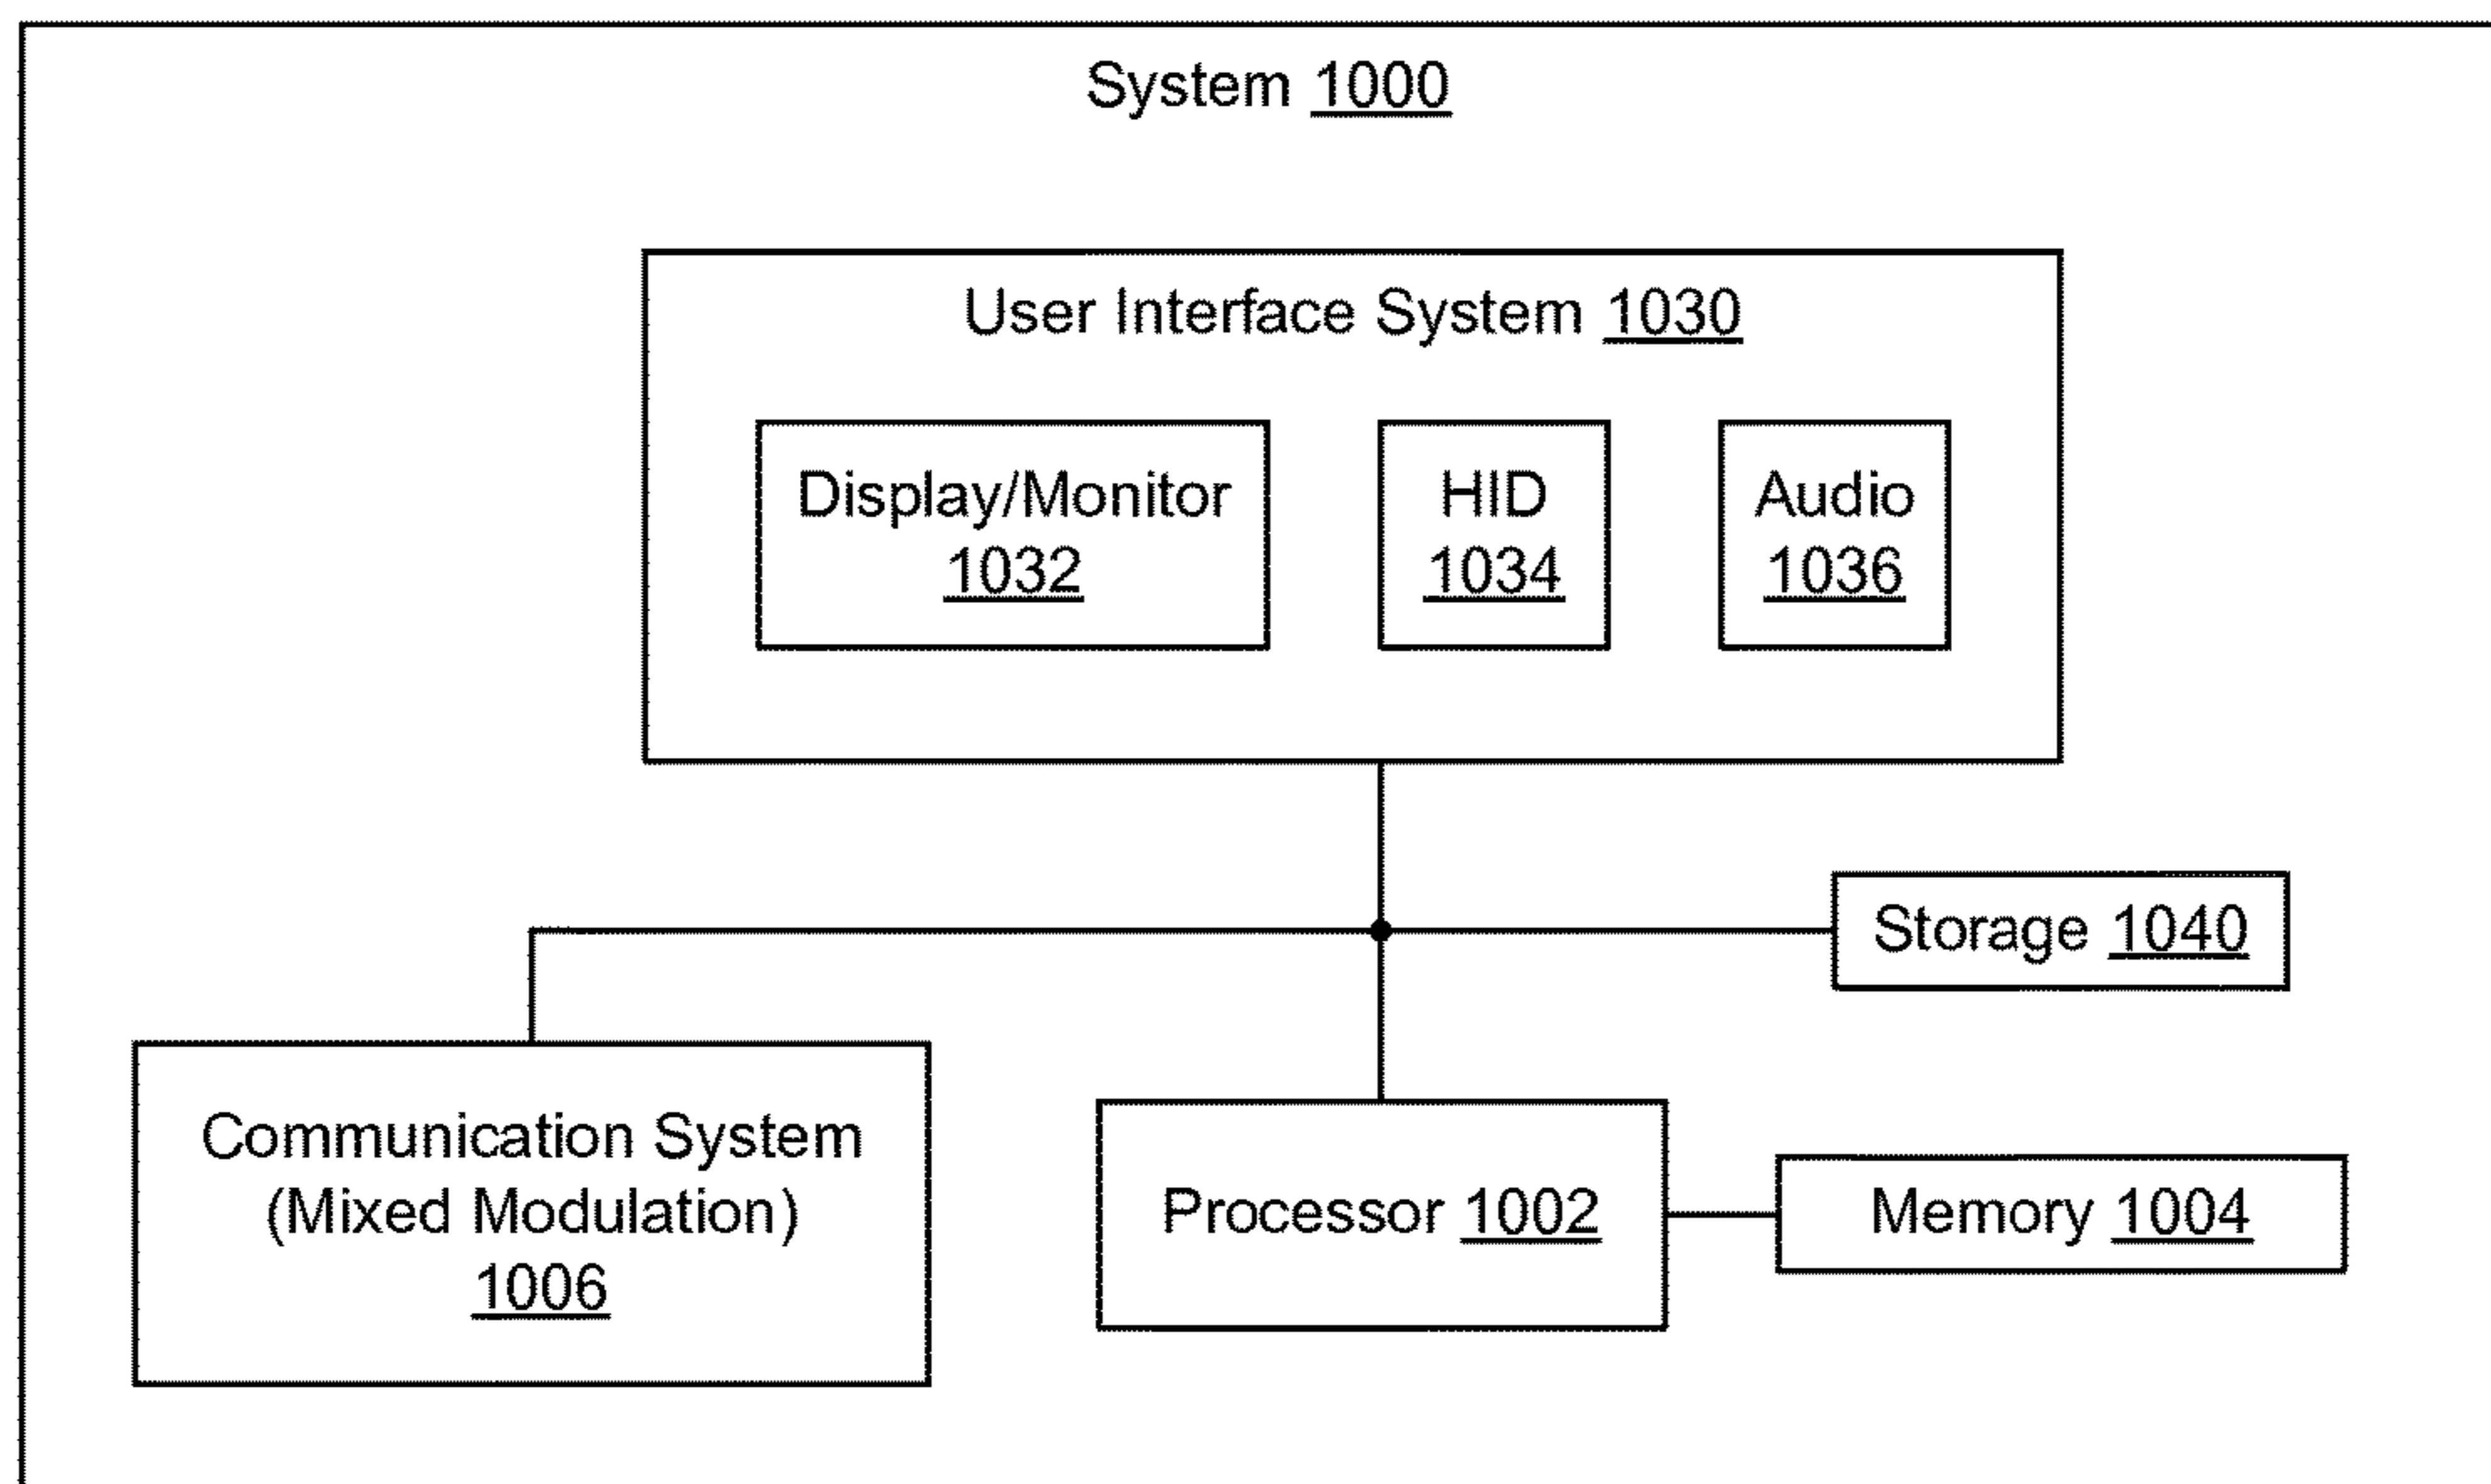 System 1000
User Interface System 1030
Display/Monitor
1032
HID
1034
Audio
1036
Storage 1040
Communication System
(Mixed Modulation)
1006
Processor 1002
Memory 1004